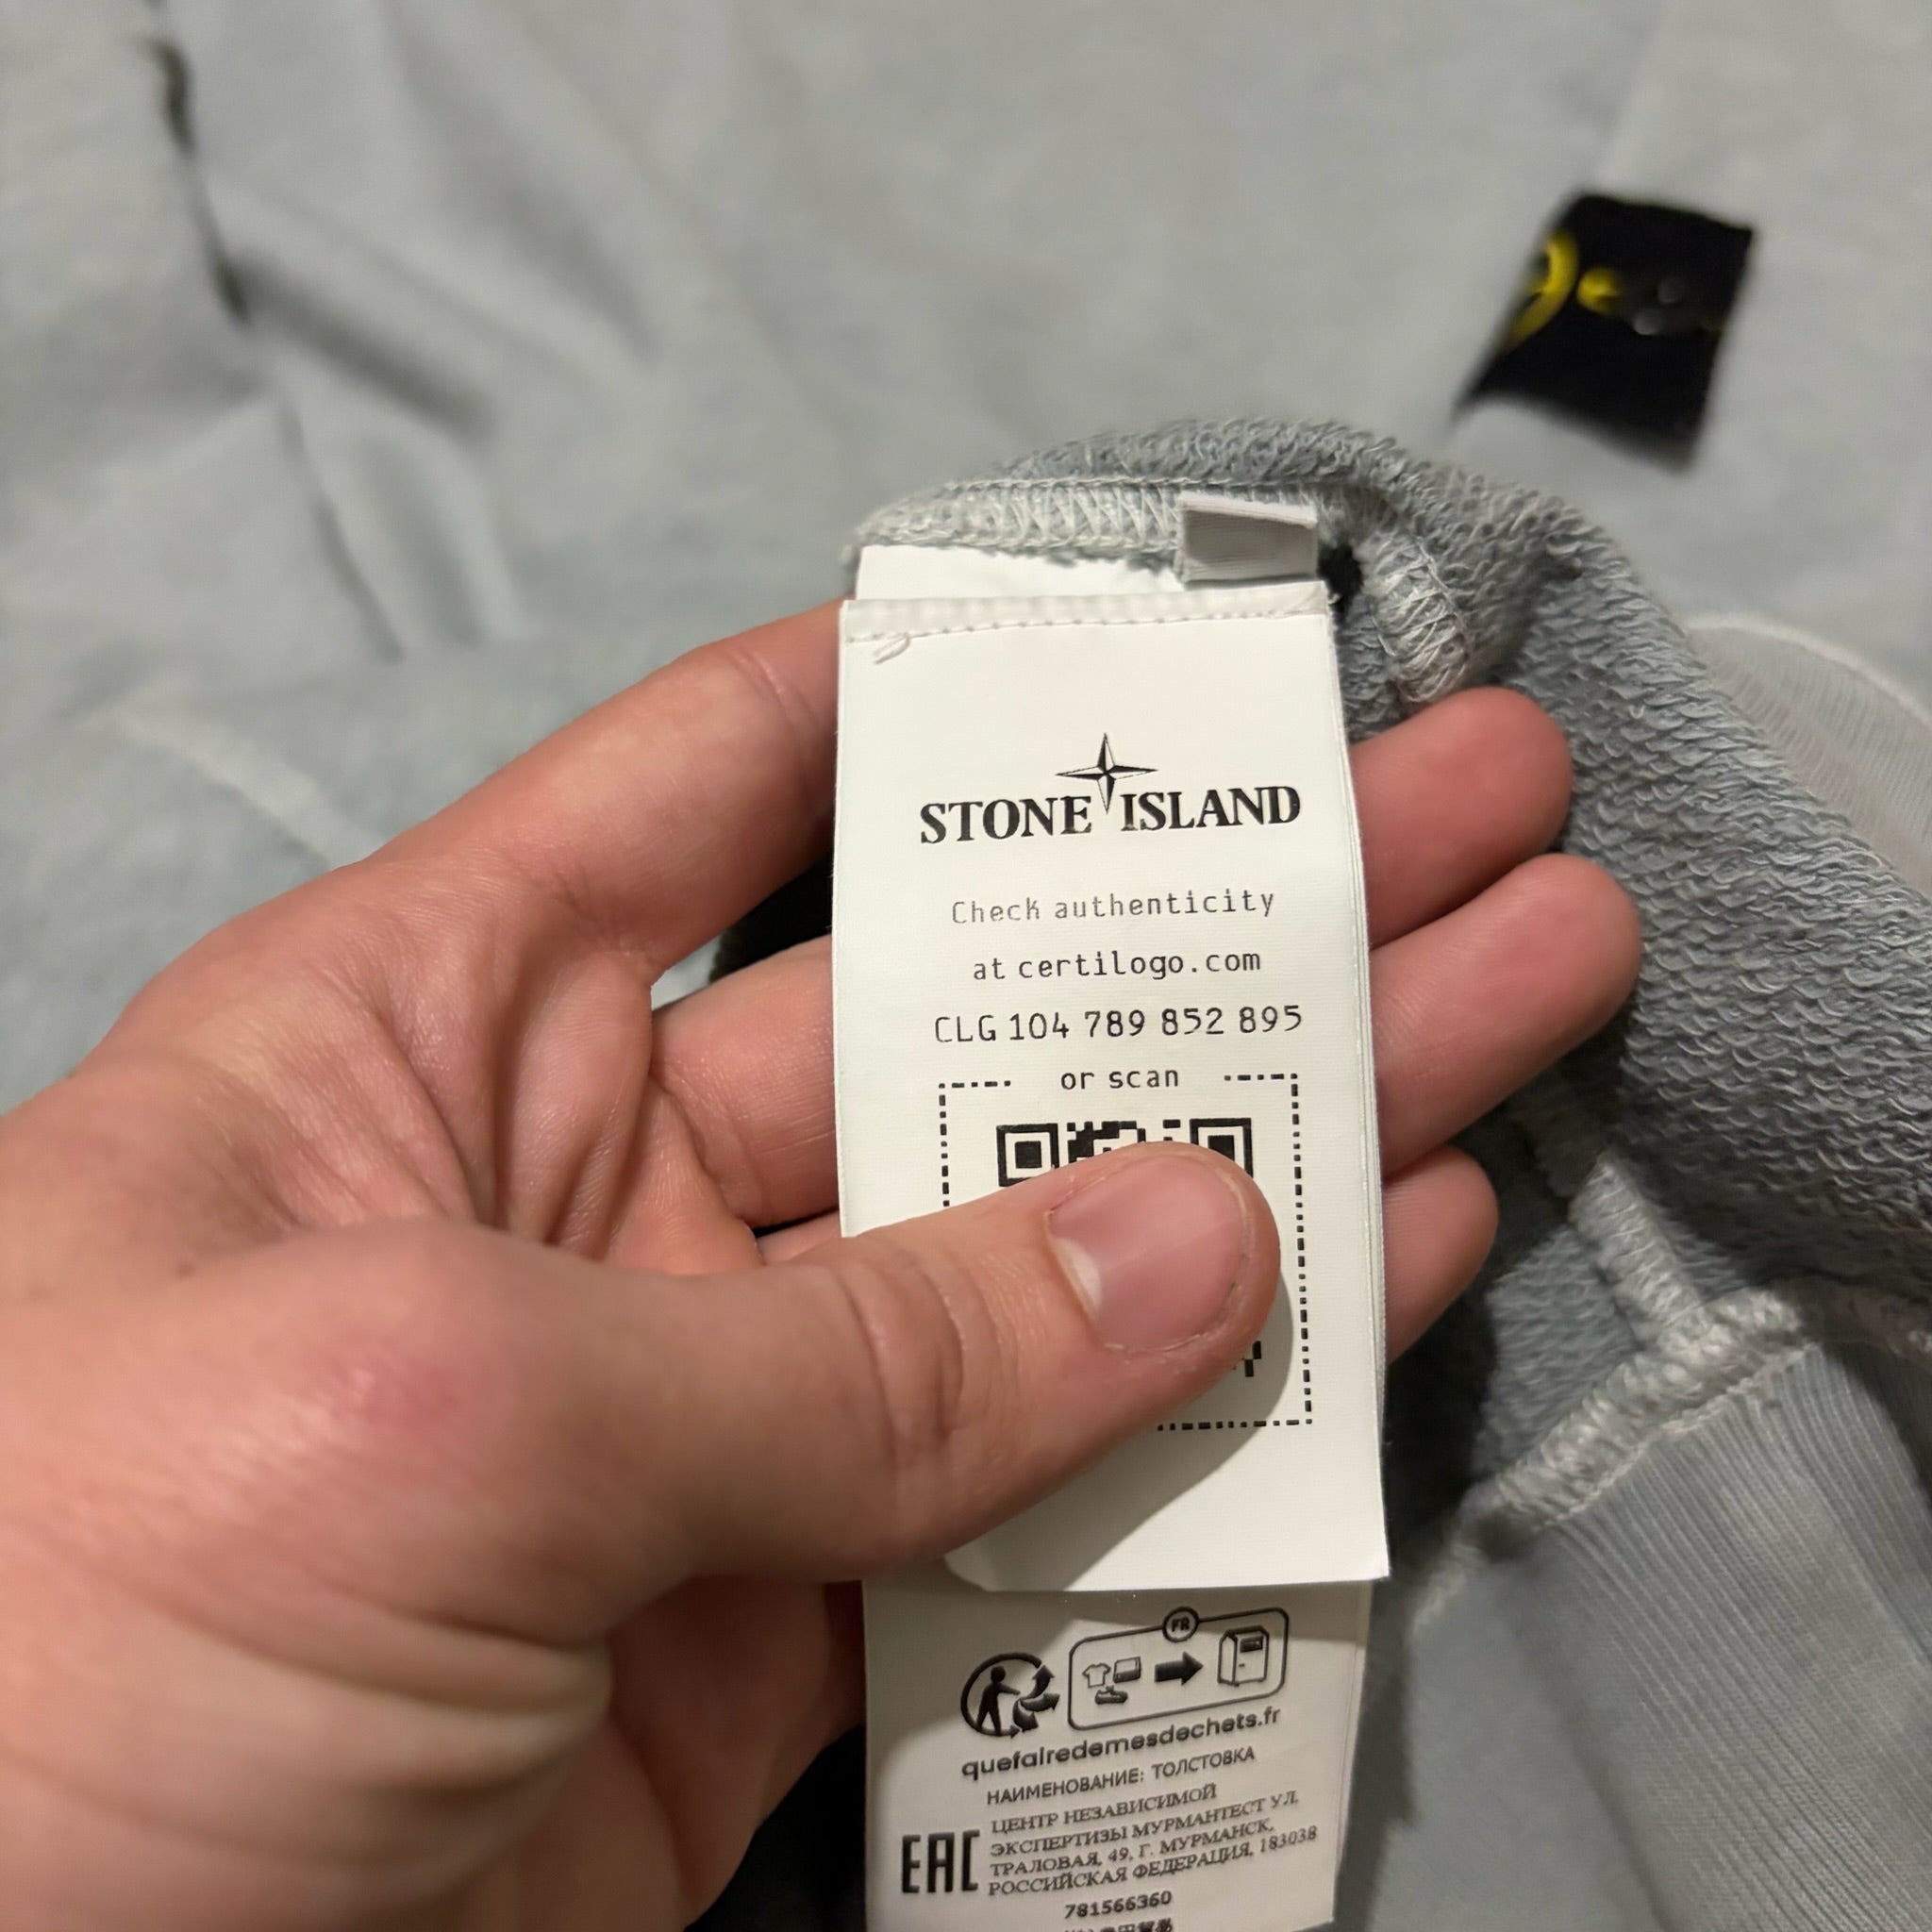 STONE ISLAND
Check authenticity
at certilogo.com
CLG 104 789 852 895
or scan
FR
quefairedemesdechets.fr
НАИМЕНОВАНИЕ: ТОЛСТОВКА
ЦЕНТР НЕЗАВИСИМОЙ
ЭКСПЕРТИЗЫ МУРМАНТЕСТ УЛ.
ТРАЛОВАЯ, 49, Г. МУРМАНСК,
РОССИЙСКАЯ ФЕДЕРАЦИЯ, 183038
EAC
781566360